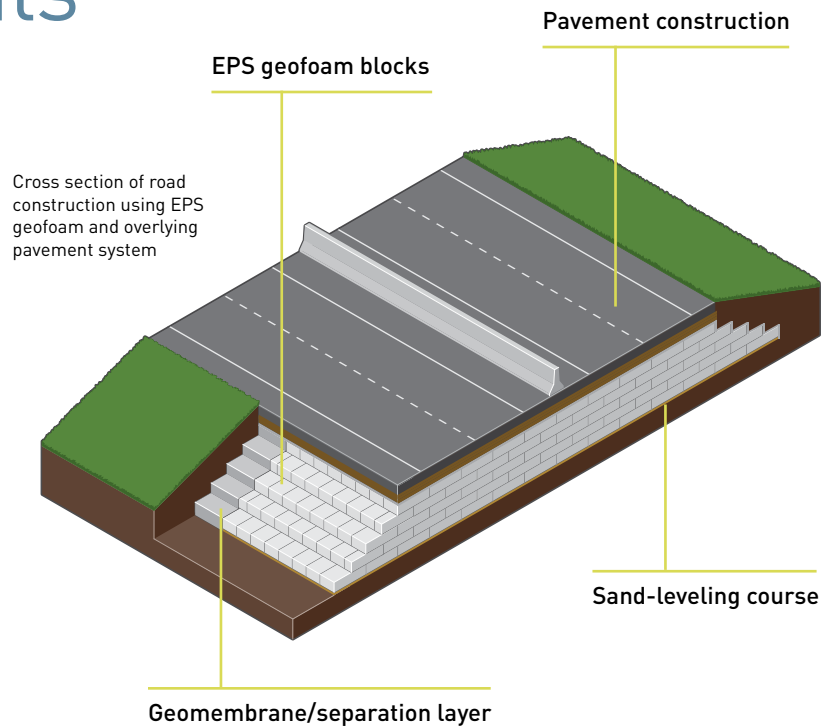 Pavement construction
EPS geofoam blocks
Cross section of road
construction using EPS
geofoam and overlying
pavement system
Sand-leveling course
Geomembrane/separation layer